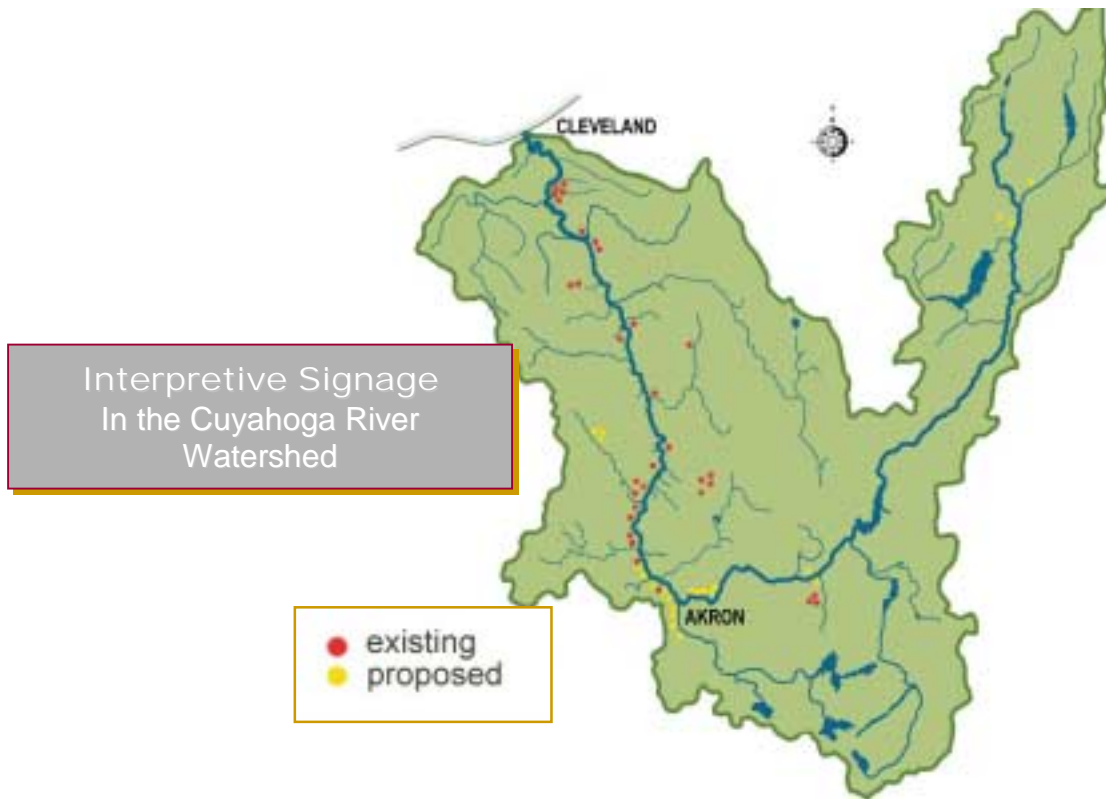 CLEVELAND
Interpretive Signage
In the Cuyahoga River
Watershed
AKRON
existing
proposed